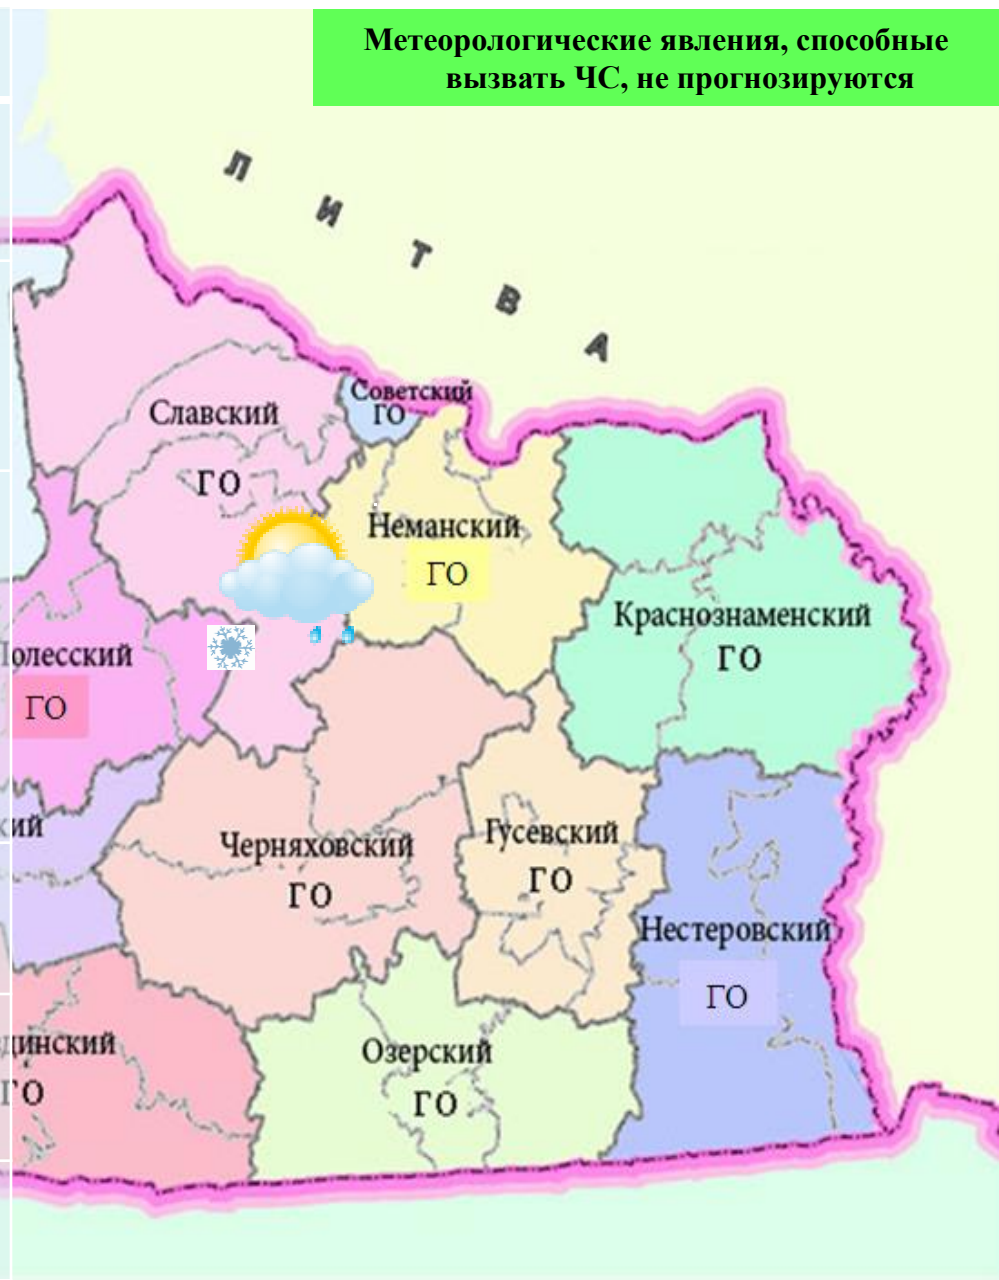 Метеорологические явления, способные
вызвать ЧС, не прогнозируются
Л И Т В А
Советский
ГО
Славский
ГО
Неманский
ГО
Краснознаменский
ГО
олесский
ГО
кий
Черняховский
ГО
Гусевский
ГО
Нестеровский
ГО
динский
ГО
Озерский
ГО